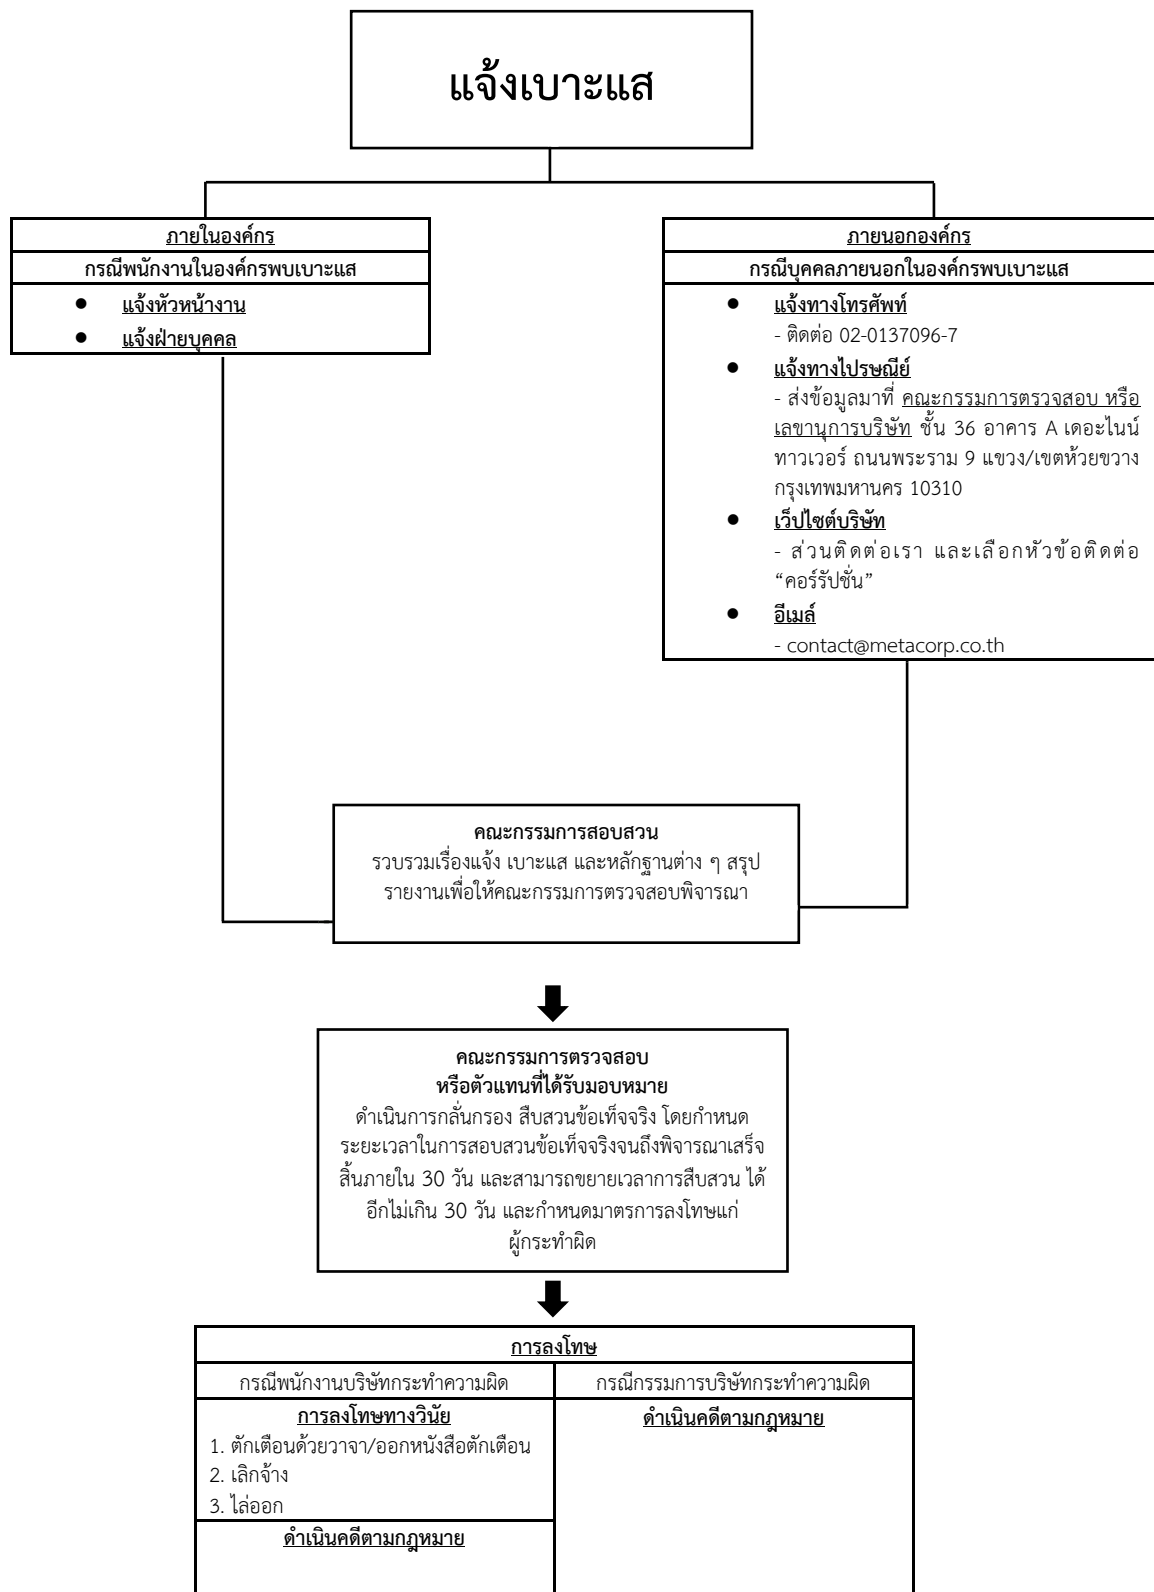 แจ้งเบาะแส
ภายในองค์กร
กรณีพนักงานในองค์กรพบเบาะแส
● แจ้งหัวหน้างาน
● แจ้งฝ่ายบุคคล
ภายนอกองค์กร
กรณีบุคคลภายนอกในองค์กรพบเบาะแส
● แจ้งทางโทรศัพท์
- ติดต่อ 02-0137096-7
● แจ้งทางไปรษณีย์
- ส่งข้อมูลมาที่ คณะกรรมการตรวจสอบ หรือ
เลขานุการบริษัท ชั้น 36 อาคาร A เดอะไนน์
ทาวเวอร์ ถนนพระราม 9 แขวง/เขตห้วยขวาง
กรุงเทพมหานคร 10310
● เว็ปไซต์บริษัท
- ส่วนติดต่อเรา และเลือกหัวข้อติดต่อ
“คอร์รัปชั่น”
● อีเมล์
- contact@metacorp.co.th
คณะกรรมการสอบสวน
รวบรวมเรื่องแจ้ง เบาะแส และหลักฐานต่าง ๆ สรุป
รายงานเพื่อให้คณะกรรมการตรวจสอบพิจารณา
คณะกรรมการตรวจสอบ
หรือตัวแทนที่ได้รับมอบหมาย
ดำเนินการกลั่นกรอง สืบสวนข้อเท็จจริง โดยกำหนด
ระยะเวลาในการสอบสวนข้อเท็จจริงจนถึงพิจารณาเสร็จ
สิ้นภายใน 30 วัน และสามารถขยายเวลาการสืบสวน ได้
อีกไม่เกิน 30 วัน และกำหนดมาตรการลงโทษแก่
ผู้กระทำผิด
การลงโทษ
กรณีพนักงานบริษัทกระทำความผิด
กรณีกรรมการบริษัทกระทำความผิด
การลงโทษทางวินัย
1. ตักเตือนด้วยวาจา/ออกหนังสือตักเตือน
2. เลิกจ้าง
3. ไล่ออก
ดำเนินคดีตามกฎหมาย
ดำเนินคดีตามกฎหมาย